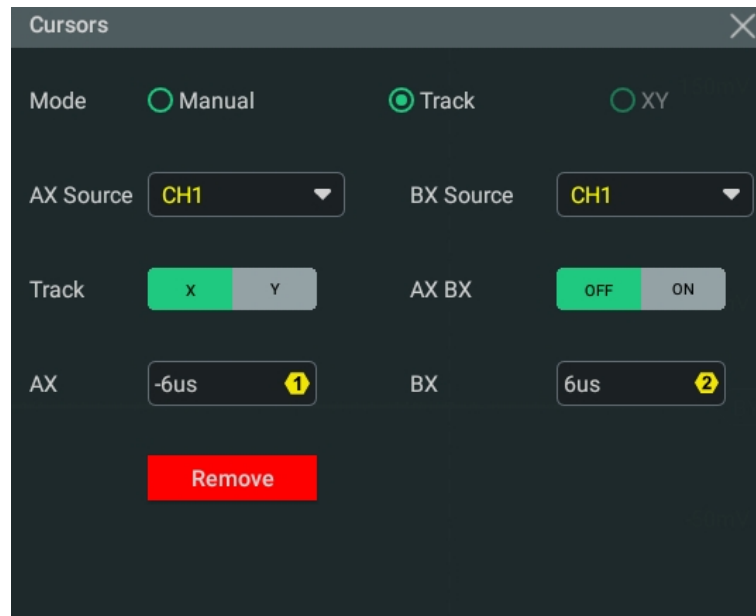 Cursors
Mode Manual Track XY
AX Source CH1 BX Source CH1
Track X Y AX BX OFF ON
AX -6us 1 BX 6us 2
Remove